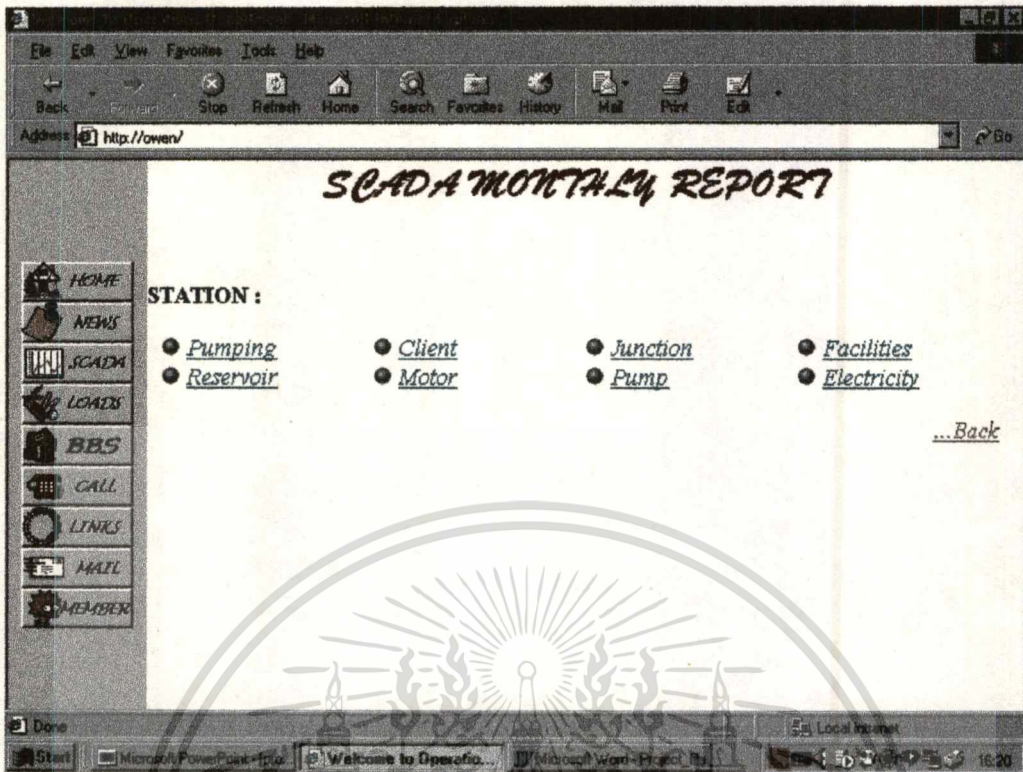 File Edit View Favorites Tools Help
Back Forward Stop Refresh Home Search Favorites History Mail Print Edit
Address http://owen/ Go
SCADA MONTHLY REPORT
HOME
NEWS
SCADA
LOADS
BBS
CALL
LINKS
MAIL
MEMBER
STATION :
Pumping Client Junction Facilities
Reservoir Motor Pump Electricity
...Back
Done Local intranet
Start Microsoft PowerPoint - Welcome to Operatio... Microsoft Word - 16:20